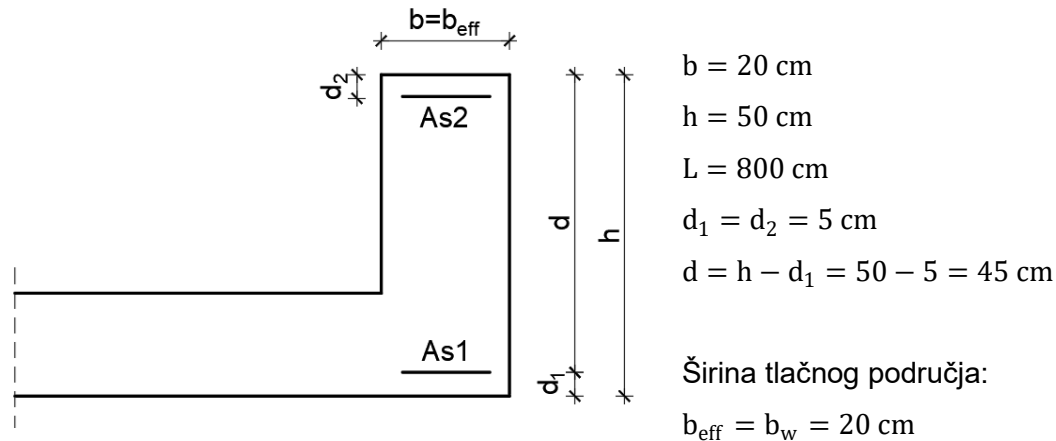 b=b_eff
d_2
As2
d
h
As1
d_1
b = 20 cm
h = 50 cm
L = 800 cm
d_1 = d_2 = 5 cm
d = h − d_1 = 50 − 5 = 45 cm
Širina tlačnog područja:
b_eff = b_w = 20 cm